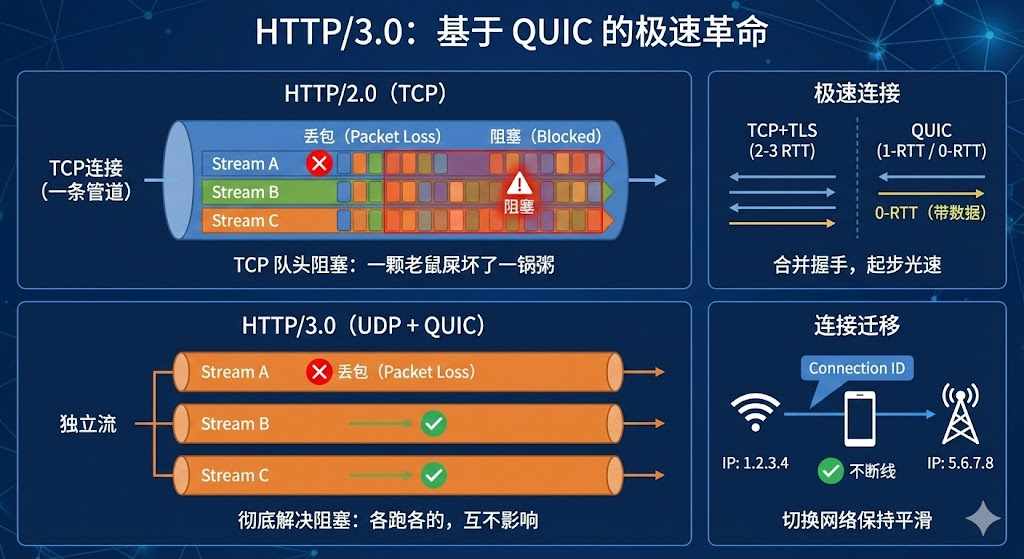 HTTP/3.0：基于 QUIC 的极速革命
HTTP/2.0（TCP）
TCP连接
（一条管道）
丢包（Packet Loss）
阻塞（Blocked）
Stream A
Stream B
Stream C
阻塞
TCP 队头阻塞：一颗老鼠屎坏了一锅粥
极速连接
TCP+TLS
(2-3 RTT)
QUIC
(1-RTT / 0-RTT)
0-RTT（带数据）
合并握手，起步光速
HTTP/3.0（UDP + QUIC）
独立流
Stream A
丢包（Packet Loss）
Stream B
Stream C
彻底解决阻塞：各跑各的，互不影响
连接迁移
Connection ID
IP: 1.2.3.4
不断线
IP: 5.6.7.8
切换网络保持平滑